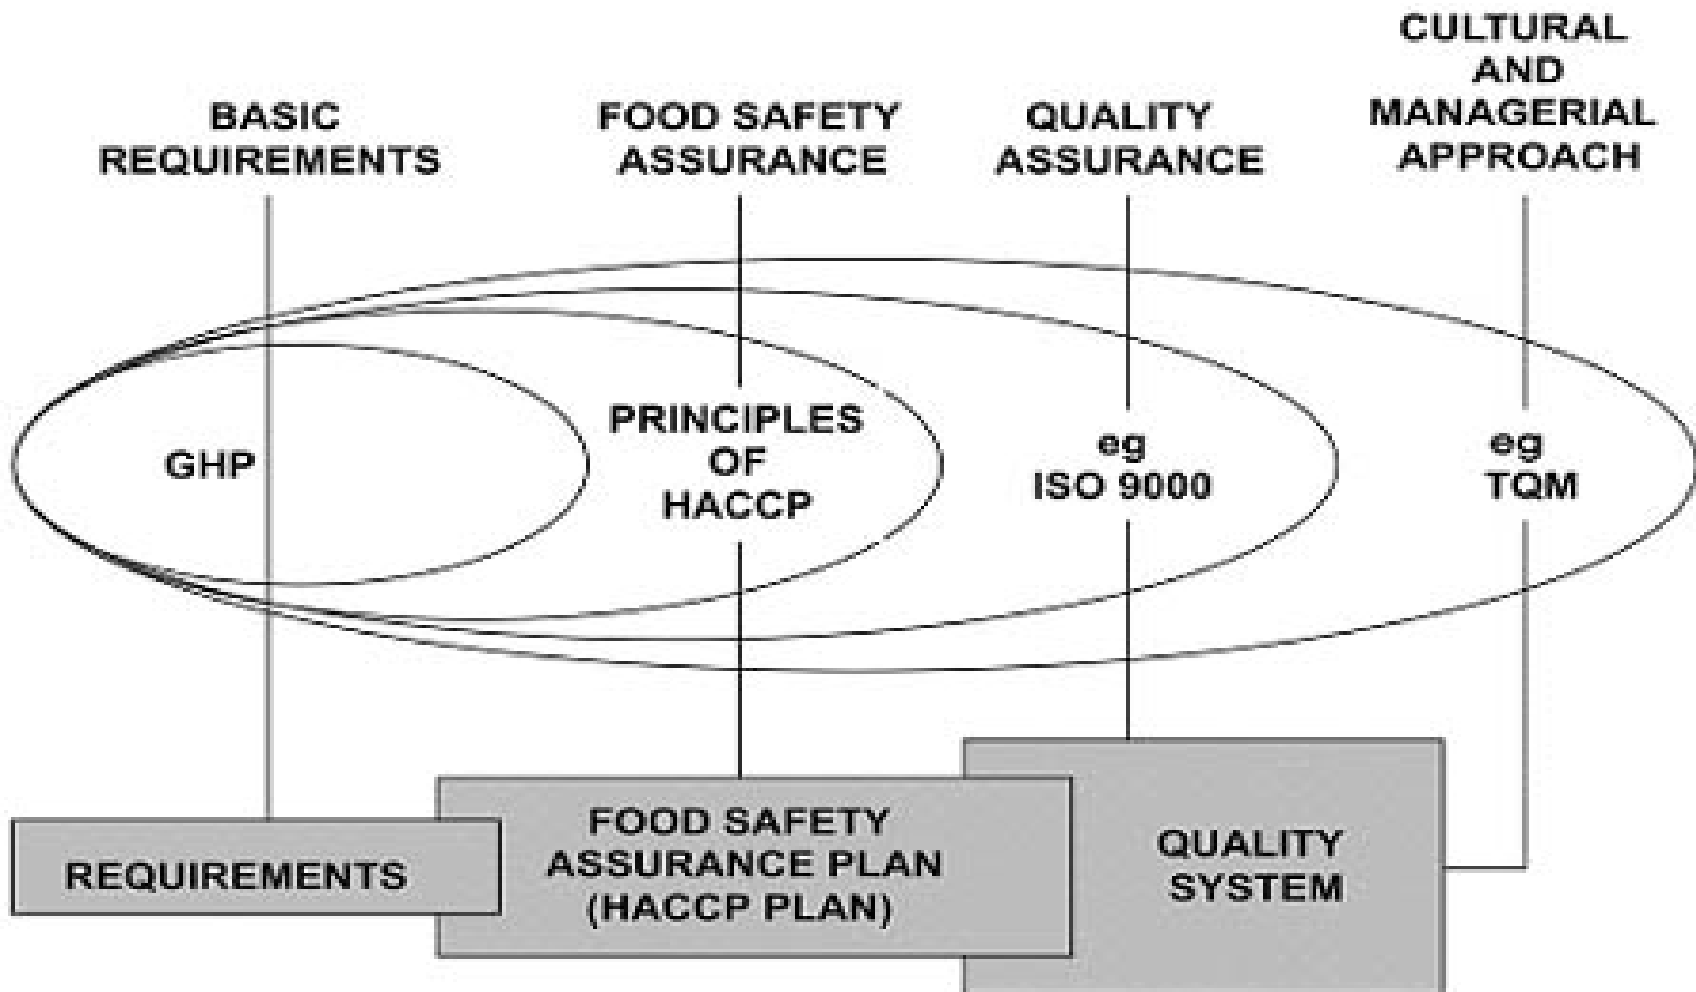 BASIC
REQUIREMENTS
FOOD SAFETY
ASSURANCE
QUALITY
ASSURANCE
CULTURAL
AND
MANAGERIAL
APPROACH
GHP
PRINCIPLES
OF
HACCP
eg
ISO 9000
eg
TQM
REQUIREMENTS
FOOD SAFETY
ASSURANCE PLAN
(HACCP PLAN)
QUALITY
SYSTEM